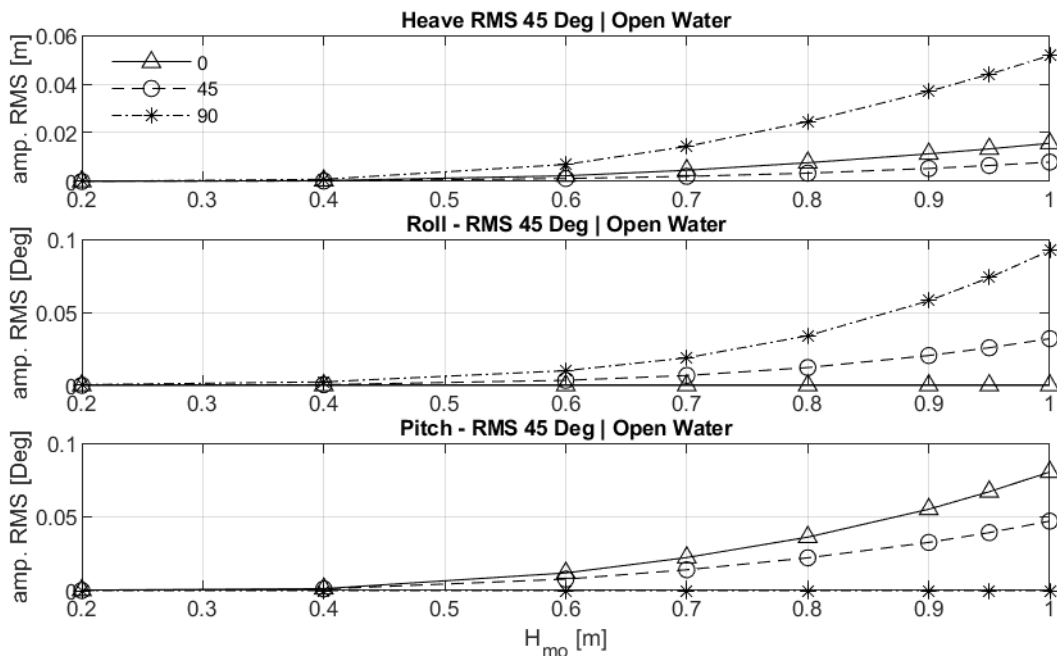 Heave RMS 45 Deg | Open Water
amp. RMS [m]
0.06
0.04
0.02
0
0
45
90
0.2 0.3 0.4 0.5 0.6 0.7 0.8 0.9 1
Roll - RMS 45 Deg | Open Water
amp. RMS [Deg]
0.1
0.05
0
0.2 0.3 0.4 0.5 0.6 0.7 0.8 0.9 1
Pitch - RMS 45 Deg | Open Water
amp. RMS [Deg]
0.1
0.05
0
0.2 0.3 0.4 0.5 0.6 0.7 0.8 0.9 1
H_mo [m]